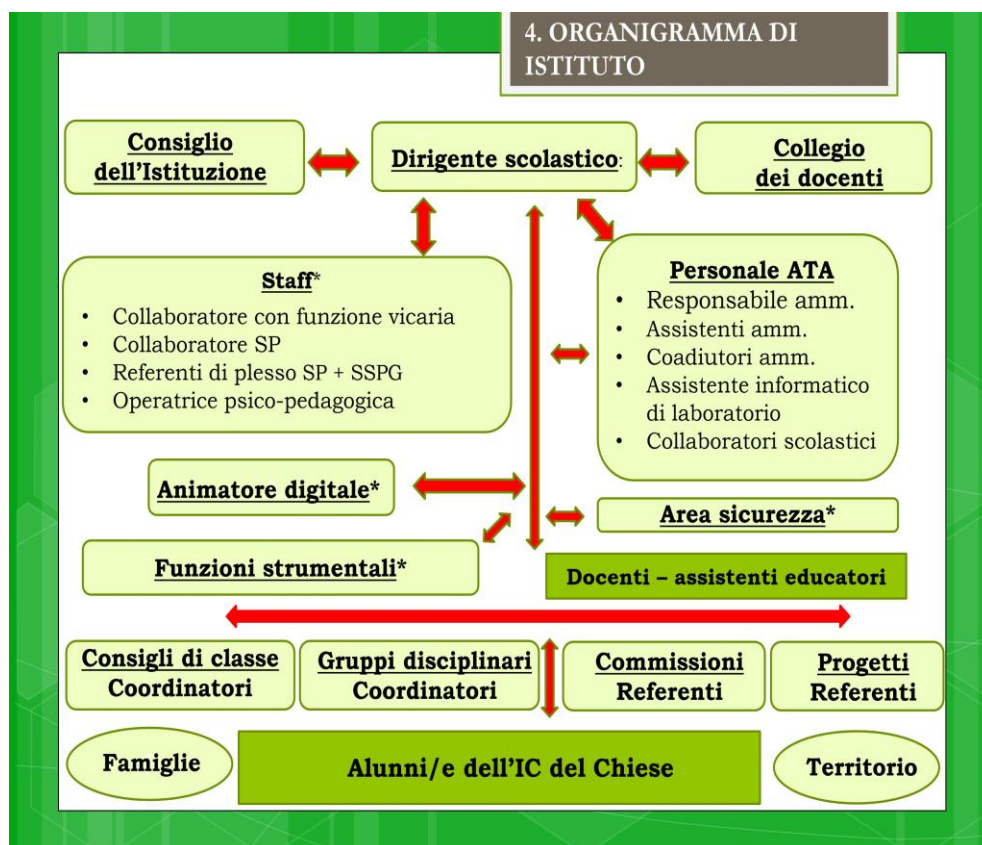 4. ORGANIGRAMMA DI
ISTITUTO
Consiglio
dell'Istituzione
Dirigente scolastico:
Collegio
dei docenti
Staff*
• Collaboratore con funzione vicaria
• Collaboratore SP
• Referenti di plesso SP + SSPG
• Operatrice psico-pedagogica
Personale ATA
• Responsabile amm.
• Assistenti amm.
• Coadiutori amm.
• Assistente informatico
di laboratorio
• Collaboratori scolastici
Animatore digitale*
Area sicurezza*
Funzioni strumentali*
Docenti – assistenti educatori
Consigli di classe
Coordinatori
Gruppi disciplinari
Coordinatori
Commissioni
Referenti
Progetti
Referenti
Famiglie
Alunni/e dell'IC del Chiese
Territorio